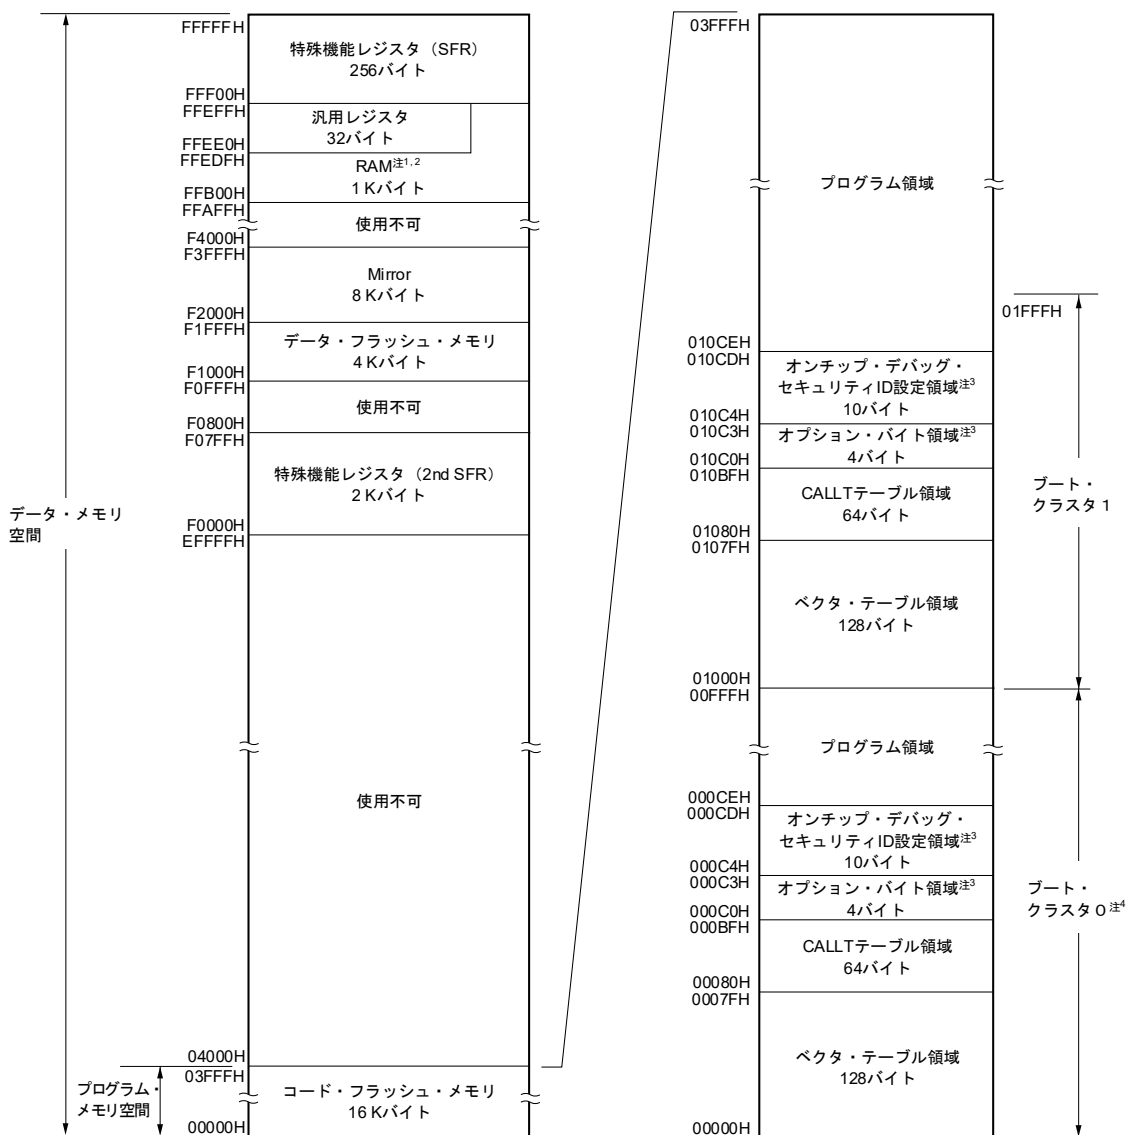 FFFFFH
特殊機能レジスタ（SFR）
256バイト
FFF00H
FFEFFH
汎用レジスタ
32バイト
FFEE0H
FFEDFH
RAM注1, 2
1 Kバイト
FFB00H
FFAFFH
使用不可
F4000H
F3FFFH
Mirror
8 Kバイト
F2000H
F1FFFH
データ・フラッシュ・メモリ
4 Kバイト
F1000H
F0FFFH
使用不可
F0800H
F07FFH
特殊機能レジスタ（2nd SFR）
2 Kバイト
F0000H
EFFFFH
データ・メモリ
空間
使用不可
04000H
03FFFH
コード・フラッシュ・メモリ
16 Kバイト
プログラム・
メモリ空間
00000H
03FFFH
プログラム領域
01FFFH
010CEH
010CDH
オンチップ・デバッグ・
セキュリティID設定領域注3
10バイト
010C4H
010C3H
オプション・バイト領域注3
4バイト
010C0H
010BFH
CALLTテーブル領域
64バイト
ブート・
クラスタ1
01080H
0107FH
ベクタ・テーブル領域
128バイト
01000H
00FFFH
プログラム領域
000CEH
000CDH
オンチップ・デバッグ・
セキュリティID設定領域注3
10バイト
000C4H
000C3H
オプション・バイト領域注3
4バイト
ブート・
クラスタ0注4
000C0H
000BFH
CALLTテーブル領域
64バイト
00080H
0007FH
ベクタ・テーブル領域
128バイト
00000H